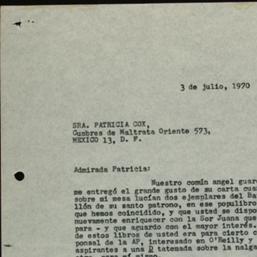 3 de julio, 1970
SRA. PATRICIA COX,
Cumbres de Maltrata Oriente 573,
MEXICO 13, D. F.
Admirada Patricia:
Nuestro común angel guar
me entregó el grande gusto de su carta cua
sobre mi mesa lucían dos ejemplares del Ba
llón de su santo patrono, en ese populibro
que hemos coincidido, y que usted se dispo
nuevamente enriquecer con la Sor Juana que
para - y que aguardo con el mayor interés.
de estos libros de usted era para cierto c
ponsal de la AP, interesado en O'Reilly y
aspirantes a una R latenada sobre la nalga